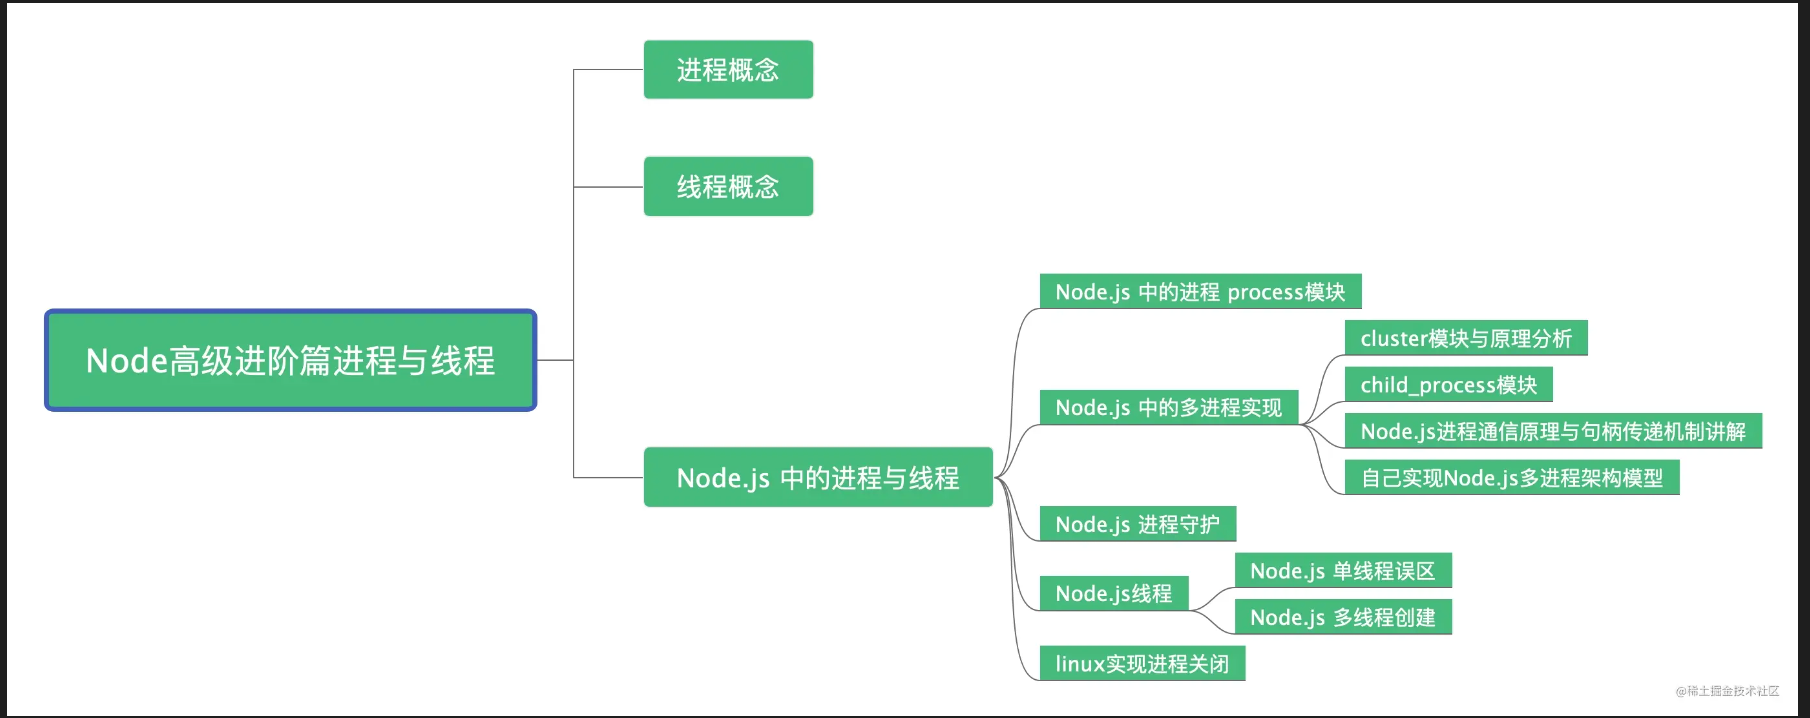 进程概念
线程概念
Node高级进阶篇进程与线程
Node.js 中的进程与线程
Node.js 中的进程 process模块
Node.js 中的多进程实现
cluster模块与原理分析
child_process模块
Node.js进程通信原理与句柄传递机制讲解
自己实现Node.js多进程架构模型
Node.js 进程守护
Node.js线程
Node.js 单线程误区
Node.js 多线程创建
linux实现进程关闭
@稀土掘金技术社区